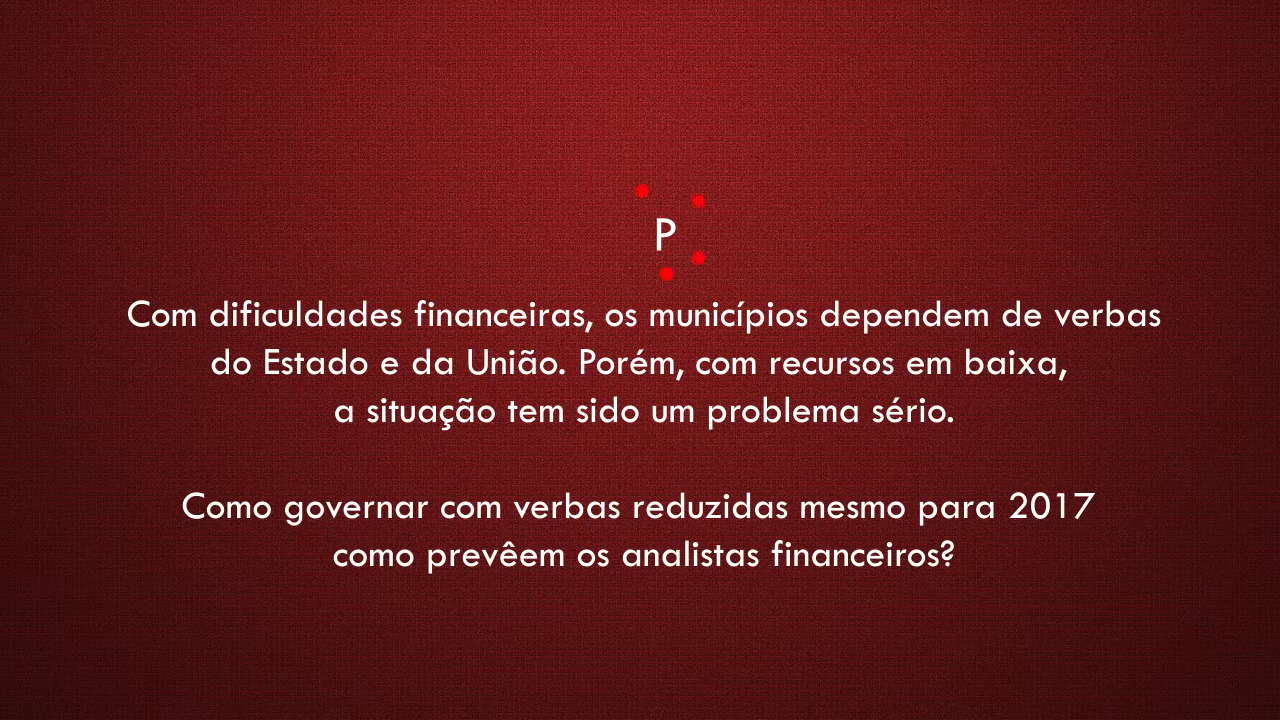 P
Com dificuldades financeiras, os municípios dependem de verbas
do Estado e da União. Porém, com recursos em baixa,
a situação tem sido um problema sério.
Como governar com verbas reduzidas mesmo para 2017
como prevêem os analistas financeiros?